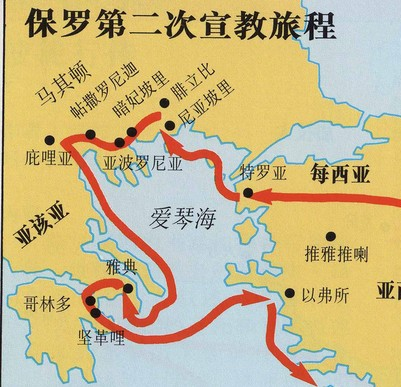 保罗第二次宣教旅程
马其顿
帖撒罗尼迦
暗妃坡里
腓立比
尼亚坡里
庇哩亚
亚波罗尼亚
特罗亚
每西亚
亚该亚
爱琴海
雅典
推雅推喇
哥林多
以弗所
坚革哩